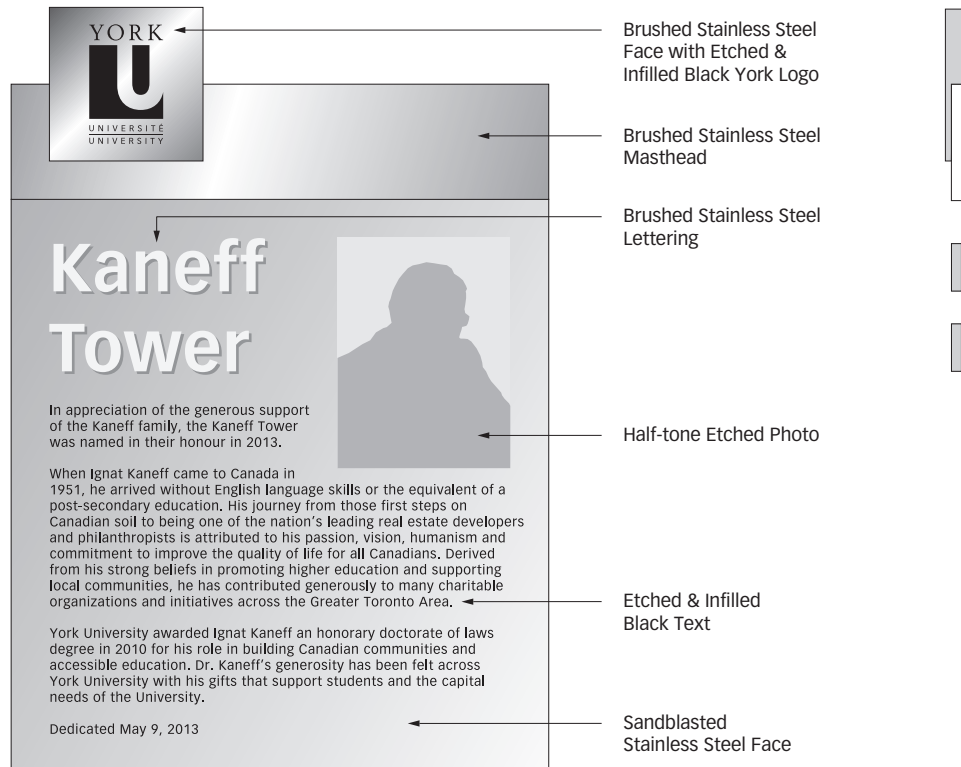 YORK
U
UNIVERSITÉ
UNIVERSITY
Brushed Stainless Steel
Face with Etched &
Infilled Black York Logo
Brushed Stainless Steel
Masthead
Brushed Stainless Steel
Lettering
Kaneff
Tower
In appreciation of the generous support
of the Kaneff family, the Kaneff Tower
was named in their honour in 2013.
When Ignat Kaneff came to Canada in
1951, he arrived without English language skills or the equivalent of a
post-secondary education. His journey from those first steps on
Canadian soil to being one of the nation's leading real estate developers
and philanthropists is attributed to his passion, vision, humanism and
commitment to improve the quality of life for all Canadians. Derived
from his strong beliefs in promoting higher education and supporting
local communities, he has contributed generously to many charitable
organizations and initiatives across the Greater Toronto Area.
York University awarded Ignat Kaneff an honorary doctorate of laws
degree in 2010 for his role in building Canadian communities and
accessible education. Dr. Kaneff's generosity has been felt across
York University with his gifts that support students and the capital
needs of the University.
Dedicated May 9, 2013
Half-tone Etched Photo
Etched & Infilled
Black Text
Sandblasted
Stainless Steel Face